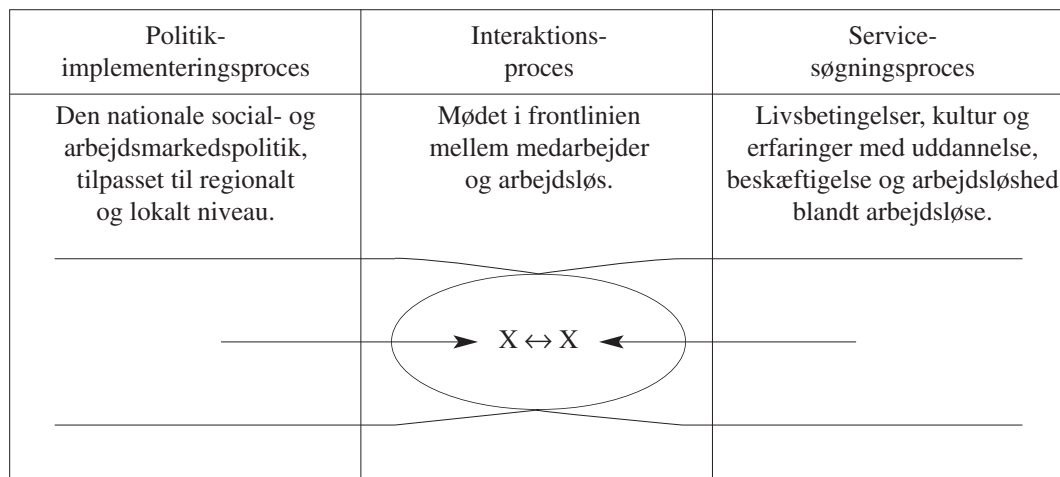 Politik-
implementeringsproces
Interaktions-
proces
Service-
søgningsproces
Den nationale social- og
arbejdsmarkedspolitik,
tilpasset til regionalt
og lokalt niveau.
Mødet i frontlinien
mellem medarbejder
og arbejdsløs.
Livsbetingelser, kultur og
erfaringer med uddannelse,
beskæftigelse og arbejdsløshed
blandt arbejdsløse.
X ↔ X